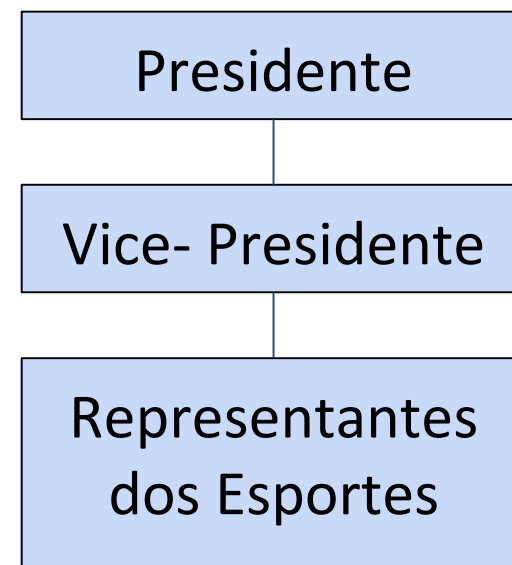 Presidente
Vice- Presidente
Representantes
dos Esportes